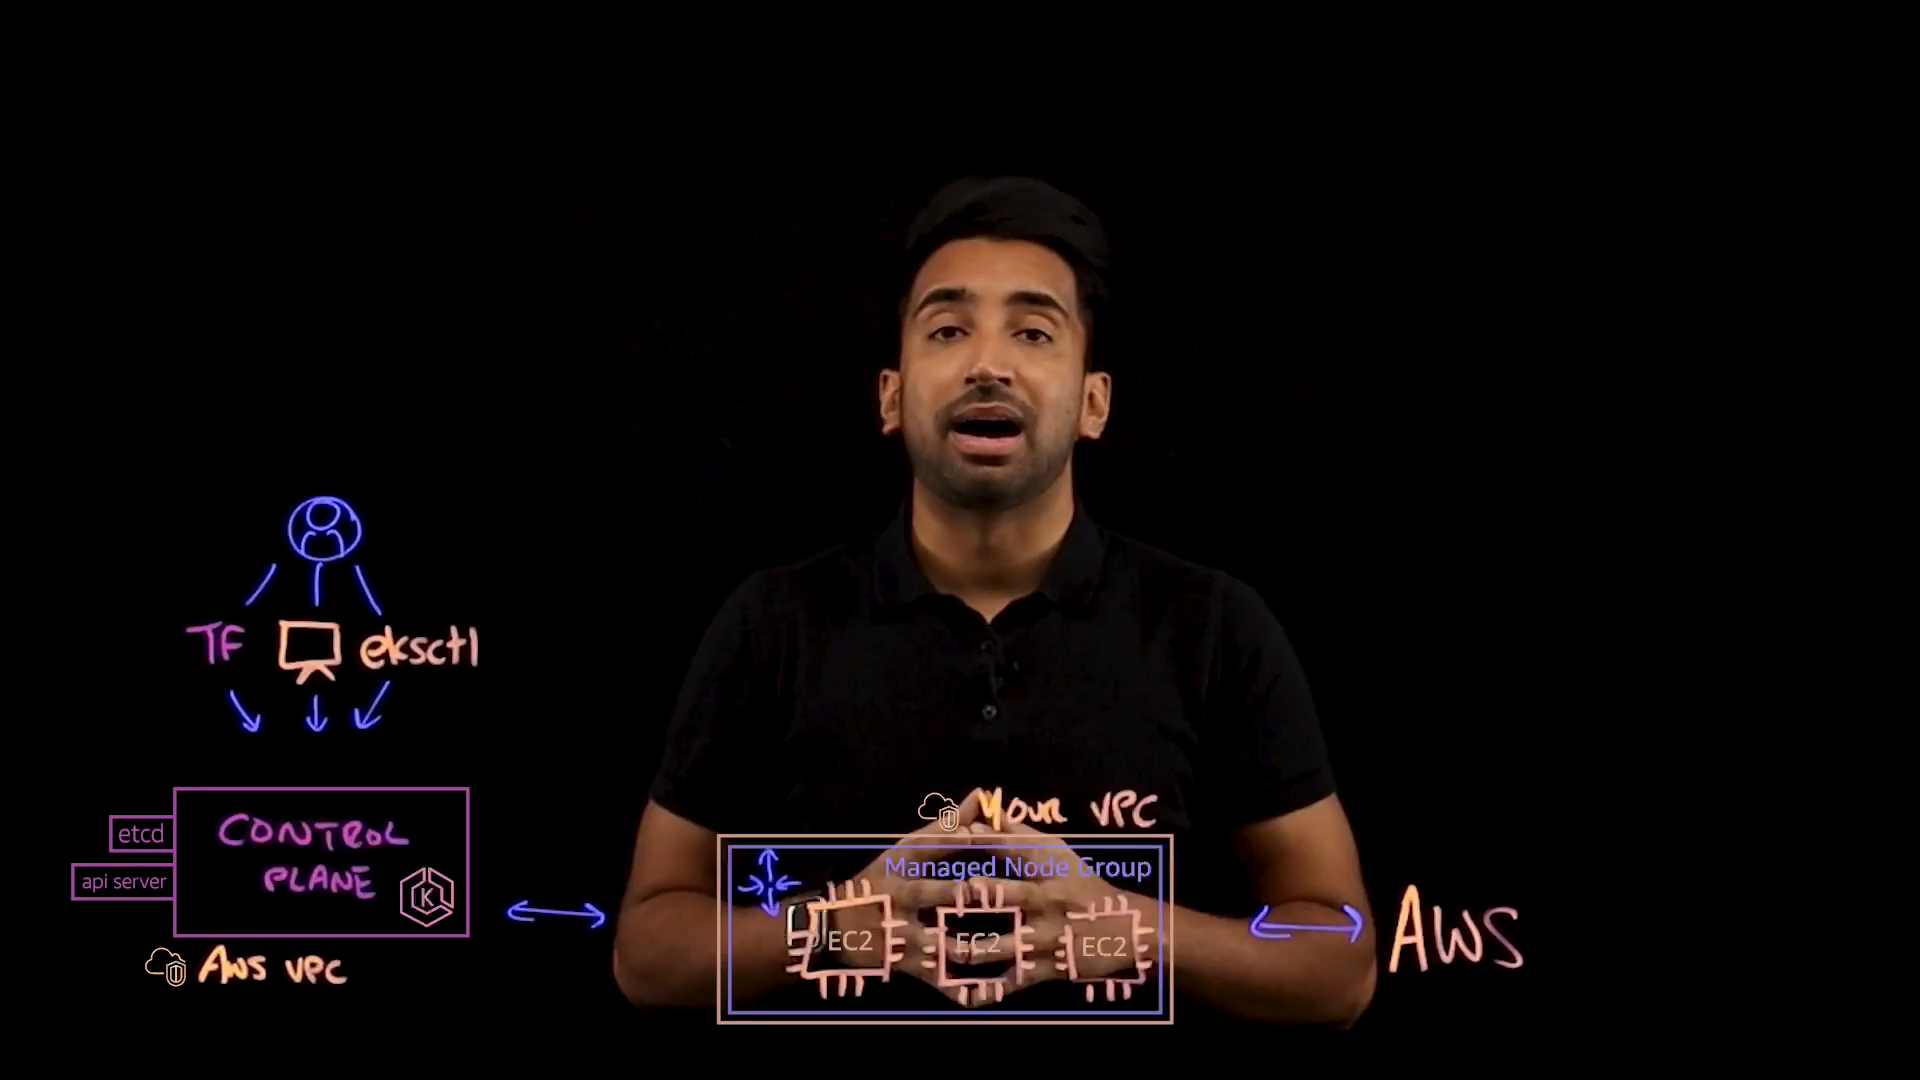 TF
eksctl
etcd
api server
CONTROL
PLANE
K
AWS VPC
Your VPC
Managed Node Group
EC2
EC2
EC2
AWS